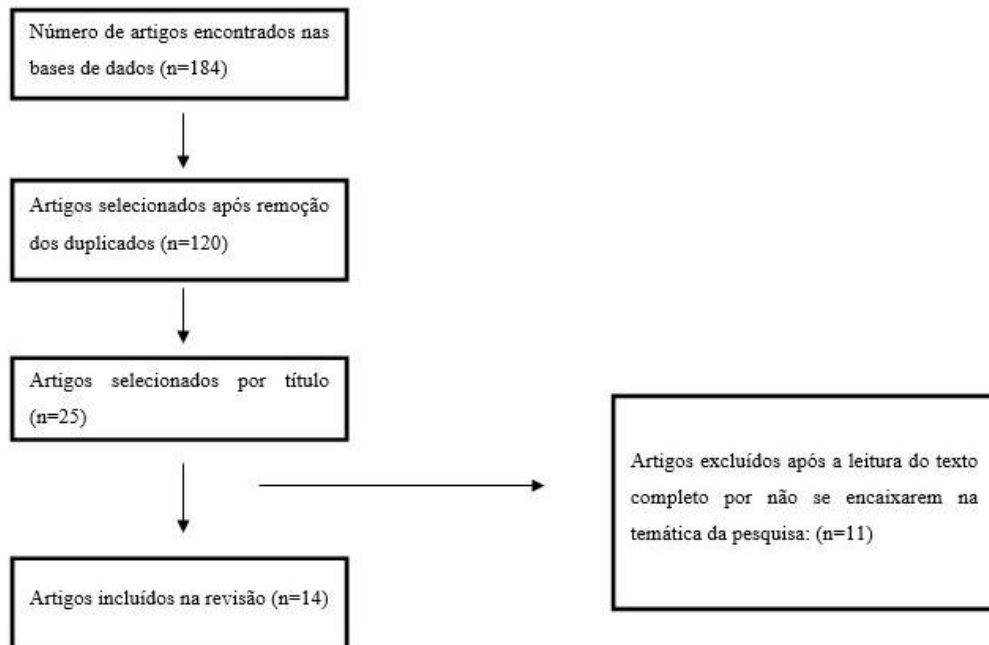 Número de artigos encontrados nas
bases de dados (n=184)
Artigos selecionados após remoção
dos duplicados (n=120)
Artigos selecionados por título
(n=25)
Artigos excluídos após a leitura do texto
completo por não se encaixarem na
temática da pesquisa: (n=11)
Artigos incluídos na revisão (n=14)